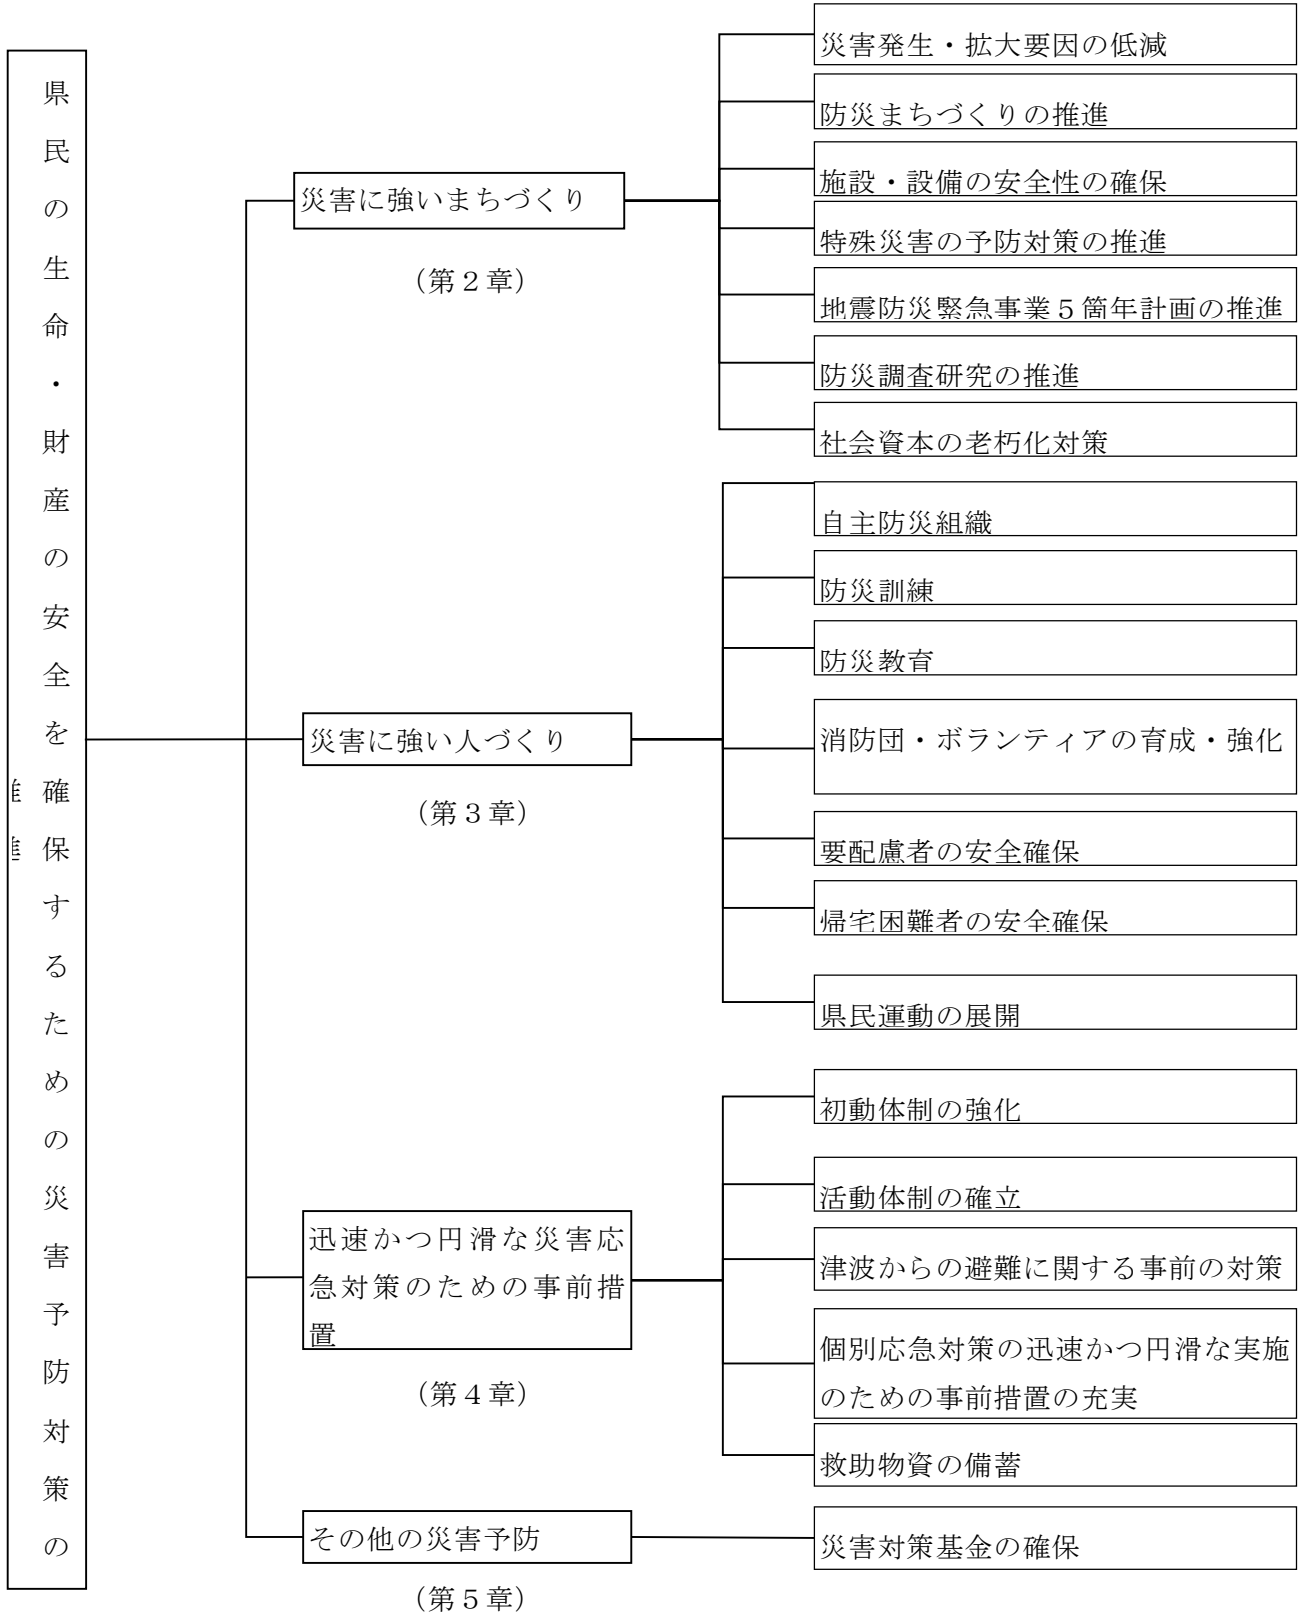 県民の生命・財産の安全を確保するための災害予防対策の
災害に強いまちづくり
（第２章）
災害発生・拡大要因の低減
防災まちづくりの推進
施設・設備の安全性の確保
特殊災害の予防対策の推進
地震防災緊急事業５箇年計画の推進
防災調査研究の推進
社会資本の老朽化対策
災害に強い人づくり
（第３章）
自主防災組織
防災訓練
防災教育
消防団・ボランティアの育成・強化
要配慮者の安全確保
帰宅困難者の安全確保
県民運動の展開
迅速かつ円滑な災害応
急対策のための事前措
置
（第４章）
初動体制の強化
活動体制の確立
津波からの避難に関する事前の対策
個別応急対策の迅速かつ円滑な実施
のための事前措置の充実
救助物資の備蓄
その他の災害予防
（第５章）
災害対策基金の確保